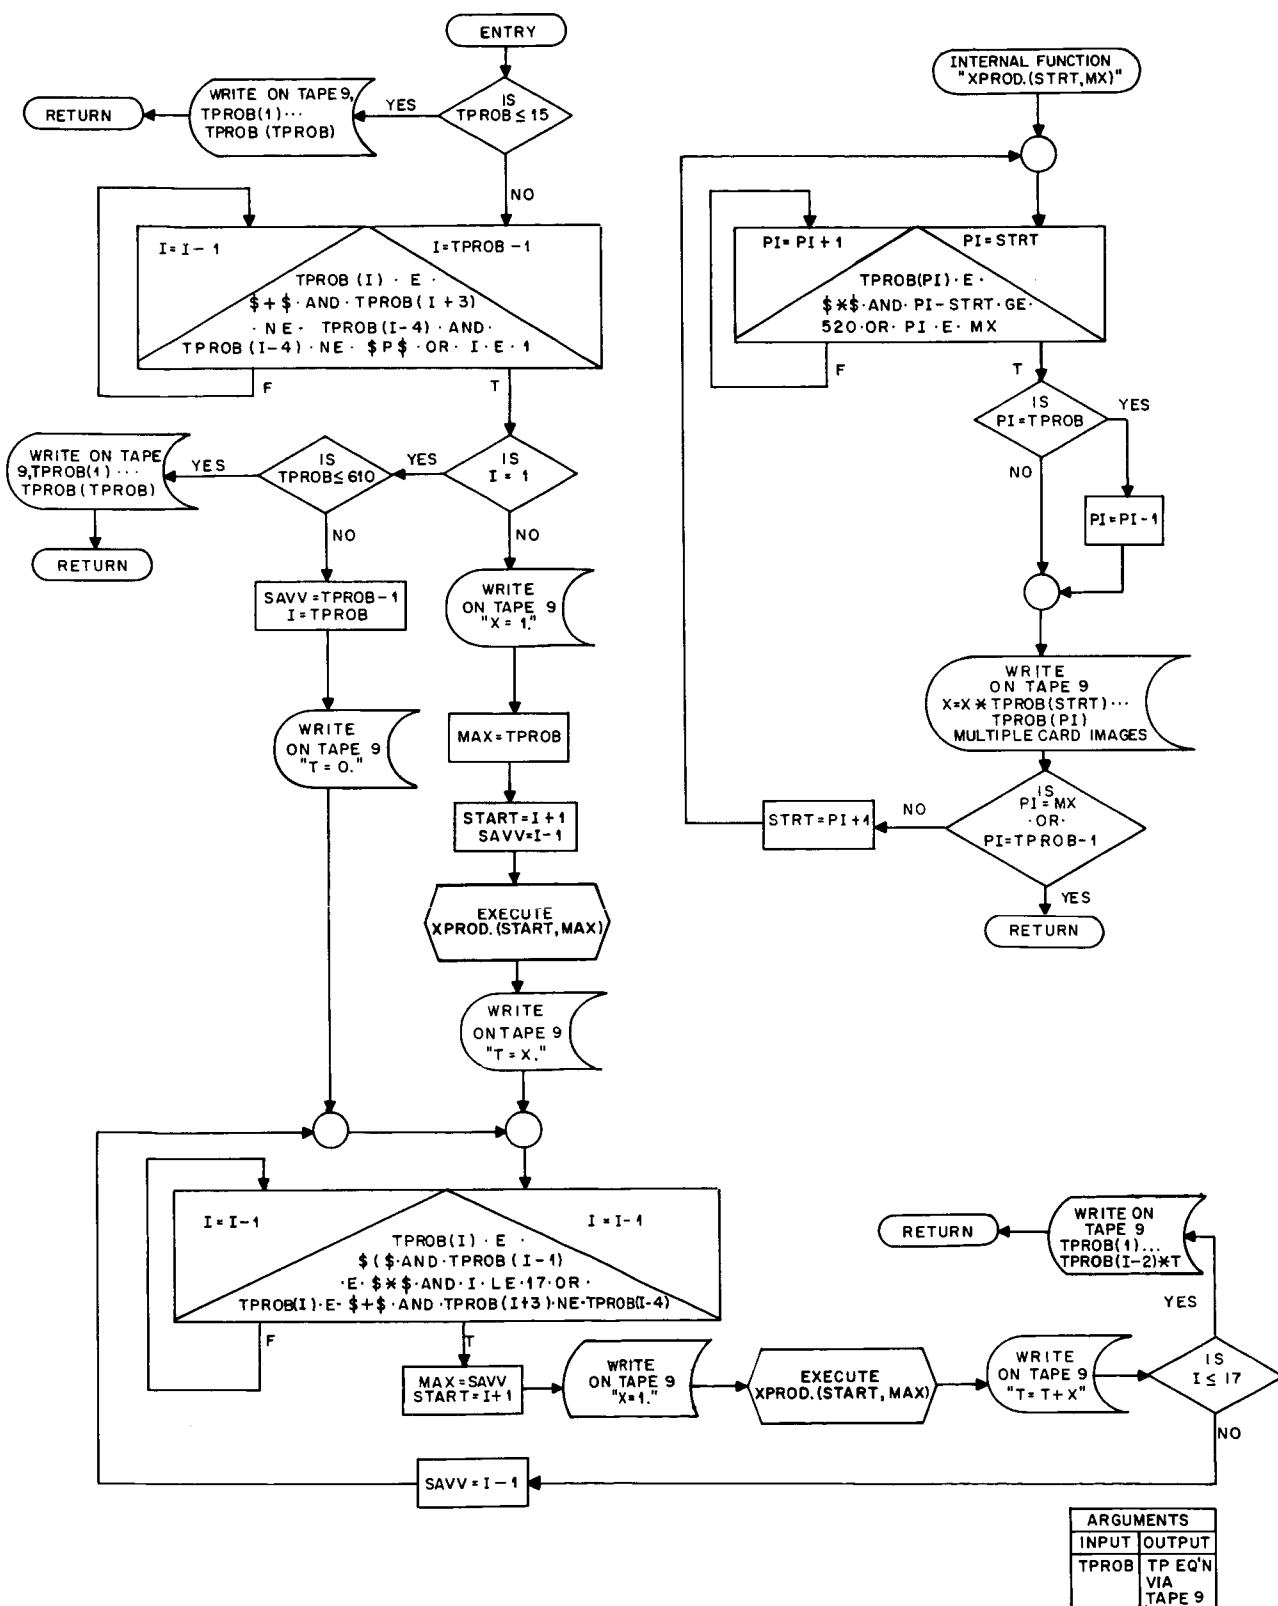 ENTRY
IS
TPROB ≤ 15
YES
WRITE ON TAPE 9,
TPROB(1)···
TPROB (TPROB)
RETURN
NO
I = I - 1
I=TPROB-1
TPROB (I) · E ·
$+$ · AND · TPROB(I+3)
· NE · TPROB(I-4) · AND ·
TPROB (I-4) · NE · $P$ · OR · I · E · 1
F
T
IS
I = 1
YES
IS
TPROB ≤ 610
YES
WRITE ON TAPE
9,TPROB(1) ···
TPROB (TPROB)
RETURN
NO
SAVV = TPROB-1
I = TPROB
WRITE
ON TAPE 9
"T = 0."
NO
WRITE
ON TAPE 9
"X = 1."
MAX = TPROB
START = I + 1
SAVV = I-1
EXECUTE
XPROD. (START, MAX)
WRITE
ON TAPE 9
"T = X."
I = I-1
I = I-1
TPROB(I) · E ·
$($ · AND · TPROB (I-1)
· E · $*$ · AND · I · LE · 17 · OR ·
TPROB(I) · E · $+$ · AND · TPROB(I+3) · NE · TPROB(I-4)
F
T
MAX = SAVV
START = I+1
WRITE
ON TAPE 9
"X=1."
EXECUTE
XPROD. (START, MAX)
WRITE
ON TAPE 9
"T= T + X"
IS
I ≤ 17
YES
WRITE ON
TAPE 9
TPROB(1)...
TPROB(I-2)*T
RETURN
NO
SAVV = I - 1
INTERNAL FUNCTION
"XPROD.(STRT,MX)"
PI= PI + 1
PI = STRT
TPROB(PI) · E ·
$*$ · AND · PI - STRT · GE ·
520 · OR · PI · E · MX
F
T
IS
PI = TPROB
YES
PI = PI - 1
NO
WRITE
ON TAPE 9
X=X * TPROB(STRT) ···
TPROB (PI)
MULTIPLE CARD IMAGES
IS
PI = MX
· OR ·
PI = TPROB-1
NO
STRT = PI + 1
YES
RETURN
ARGUMENTS
INPUT OUTPUT
TPROB TP EQ'N
VIA
TAPE 9